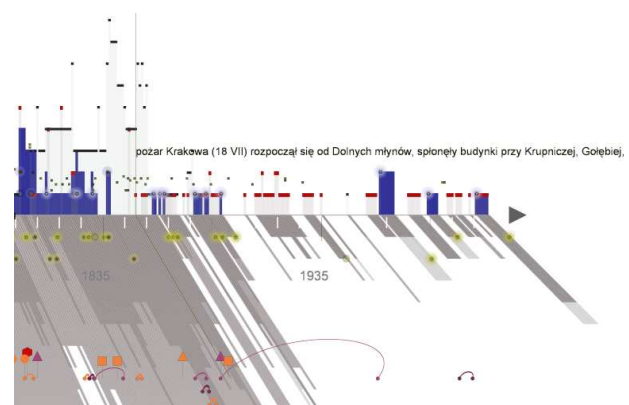 pożar Krakowa (18 VII) rozpoczął się od Dolnych młynów, spłonęły budynki przy Krupniczej, Gołębiej,
1835
1935